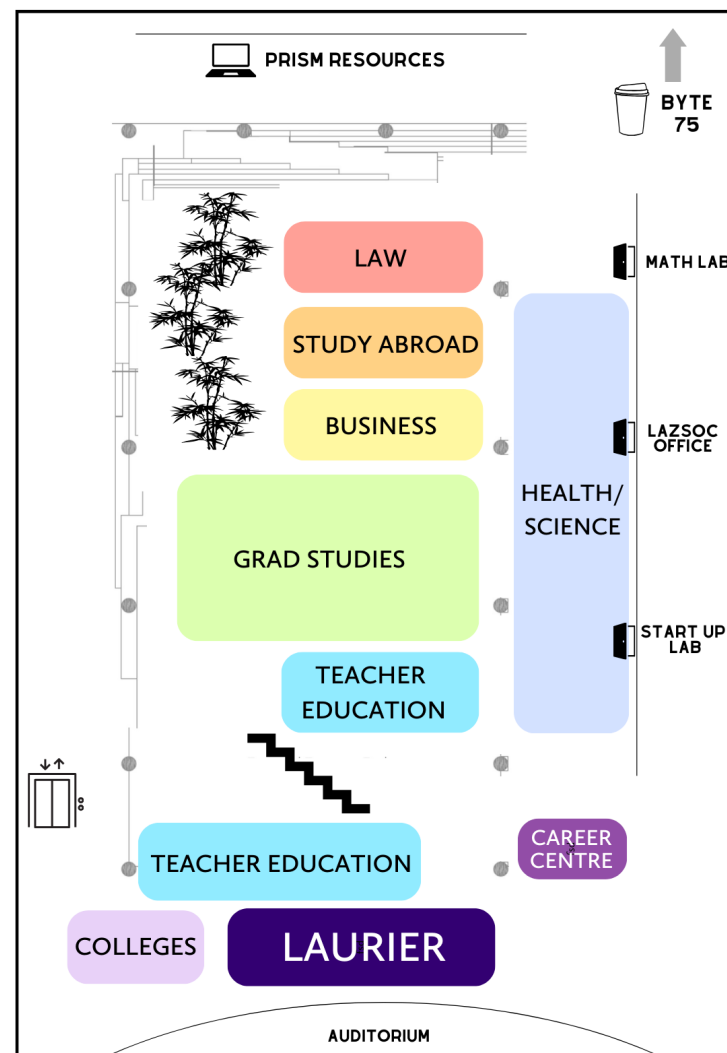 PRISM RESOURCES
BYTE
75
LAW
MATH LAB
STUDY ABROAD
BUSINESS
LAZSOC
OFFICE
HEALTH/
SCIENCE
GRAD STUDIES
START UP
LAB
TEACHER
EDUCATION
CAREER
CENTRE
TEACHER EDUCATION
COLLEGES
LAURIER
AUDITORIUM